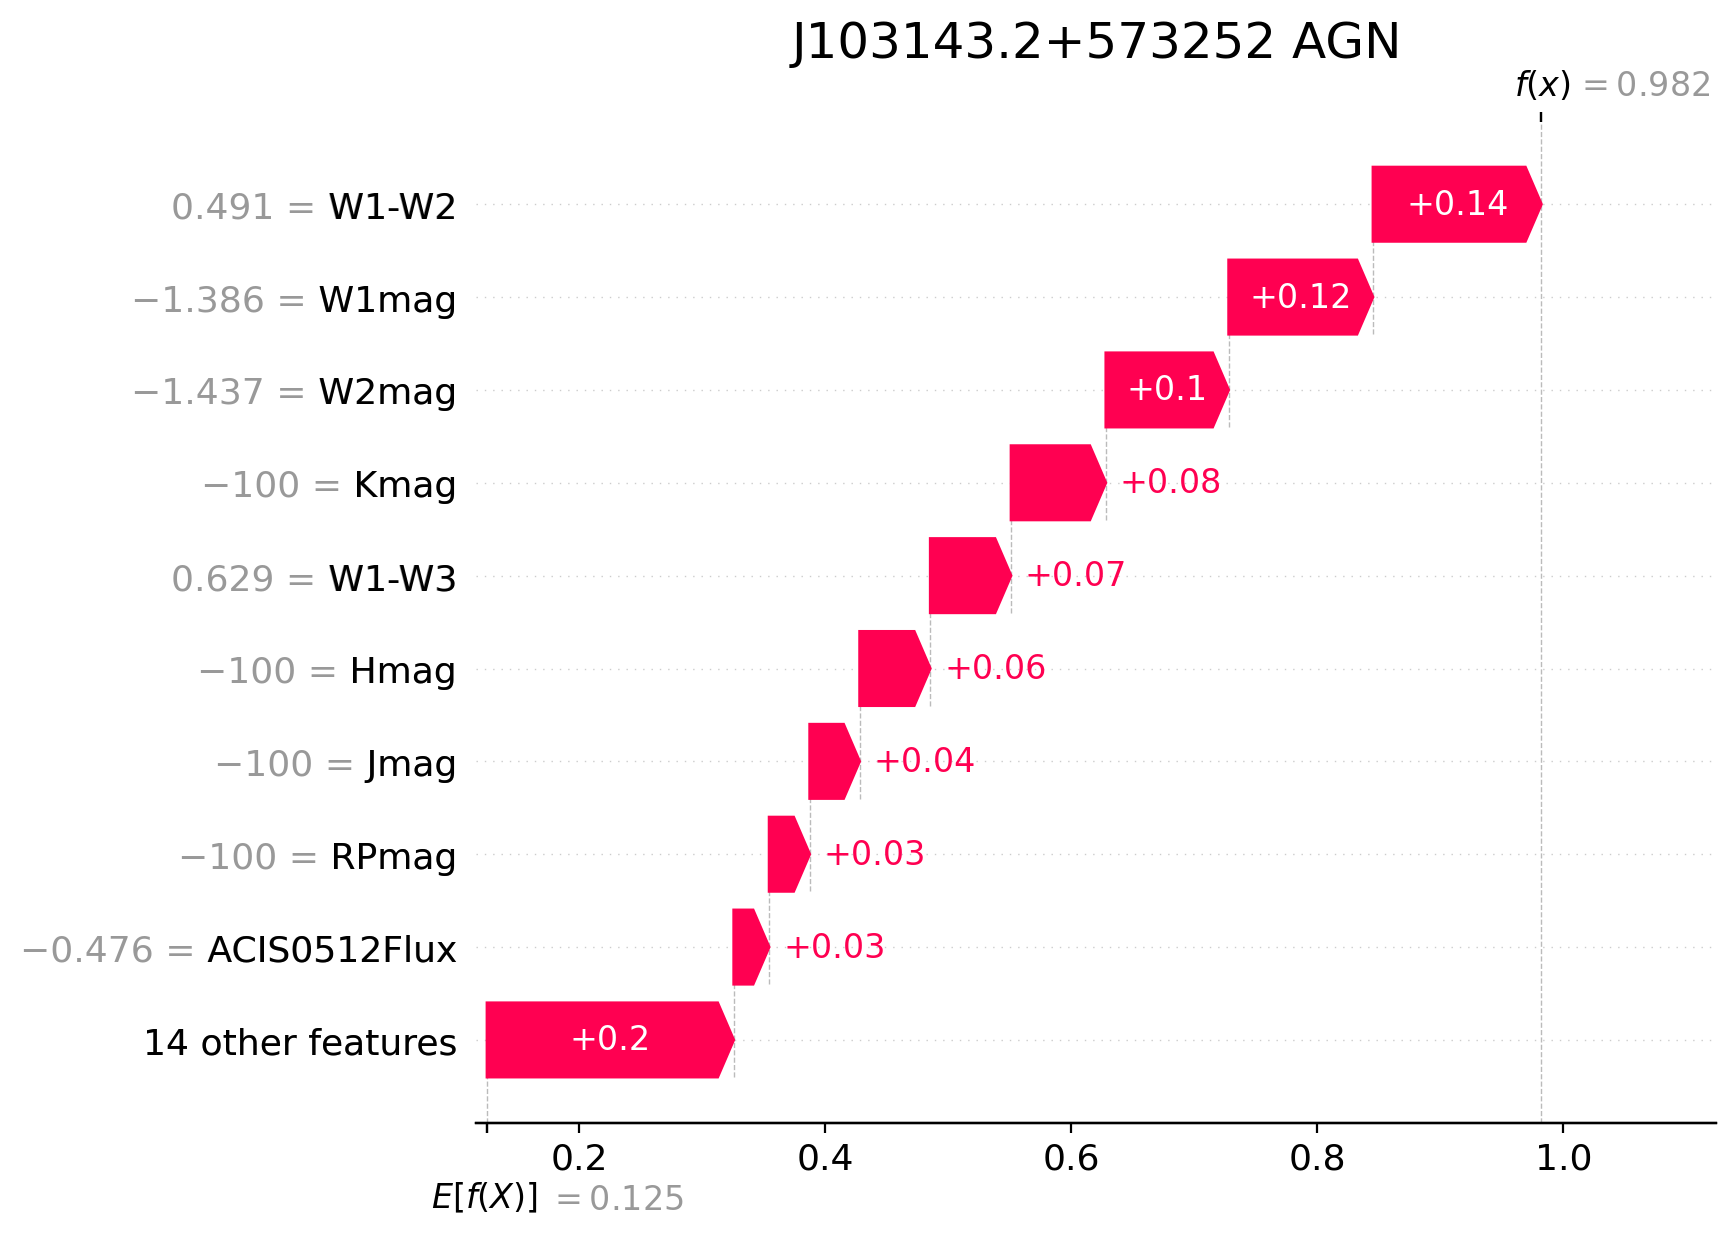 J103143.2+573252 AGN
f(x) = 0.982
0.491 = W1-W2 +0.14
−1.386 = W1mag +0.12
−1.437 = W2mag +0.1
−100 = Kmag +0.08
0.629 = W1-W3 +0.07
−100 = Hmag +0.06
−100 = Jmag +0.04
−100 = RPmag +0.03
−0.476 = ACIS0512Flux +0.03
14 other features +0.2
0.2 0.4 0.6 0.8 1.0
E[f(X)] = 0.125